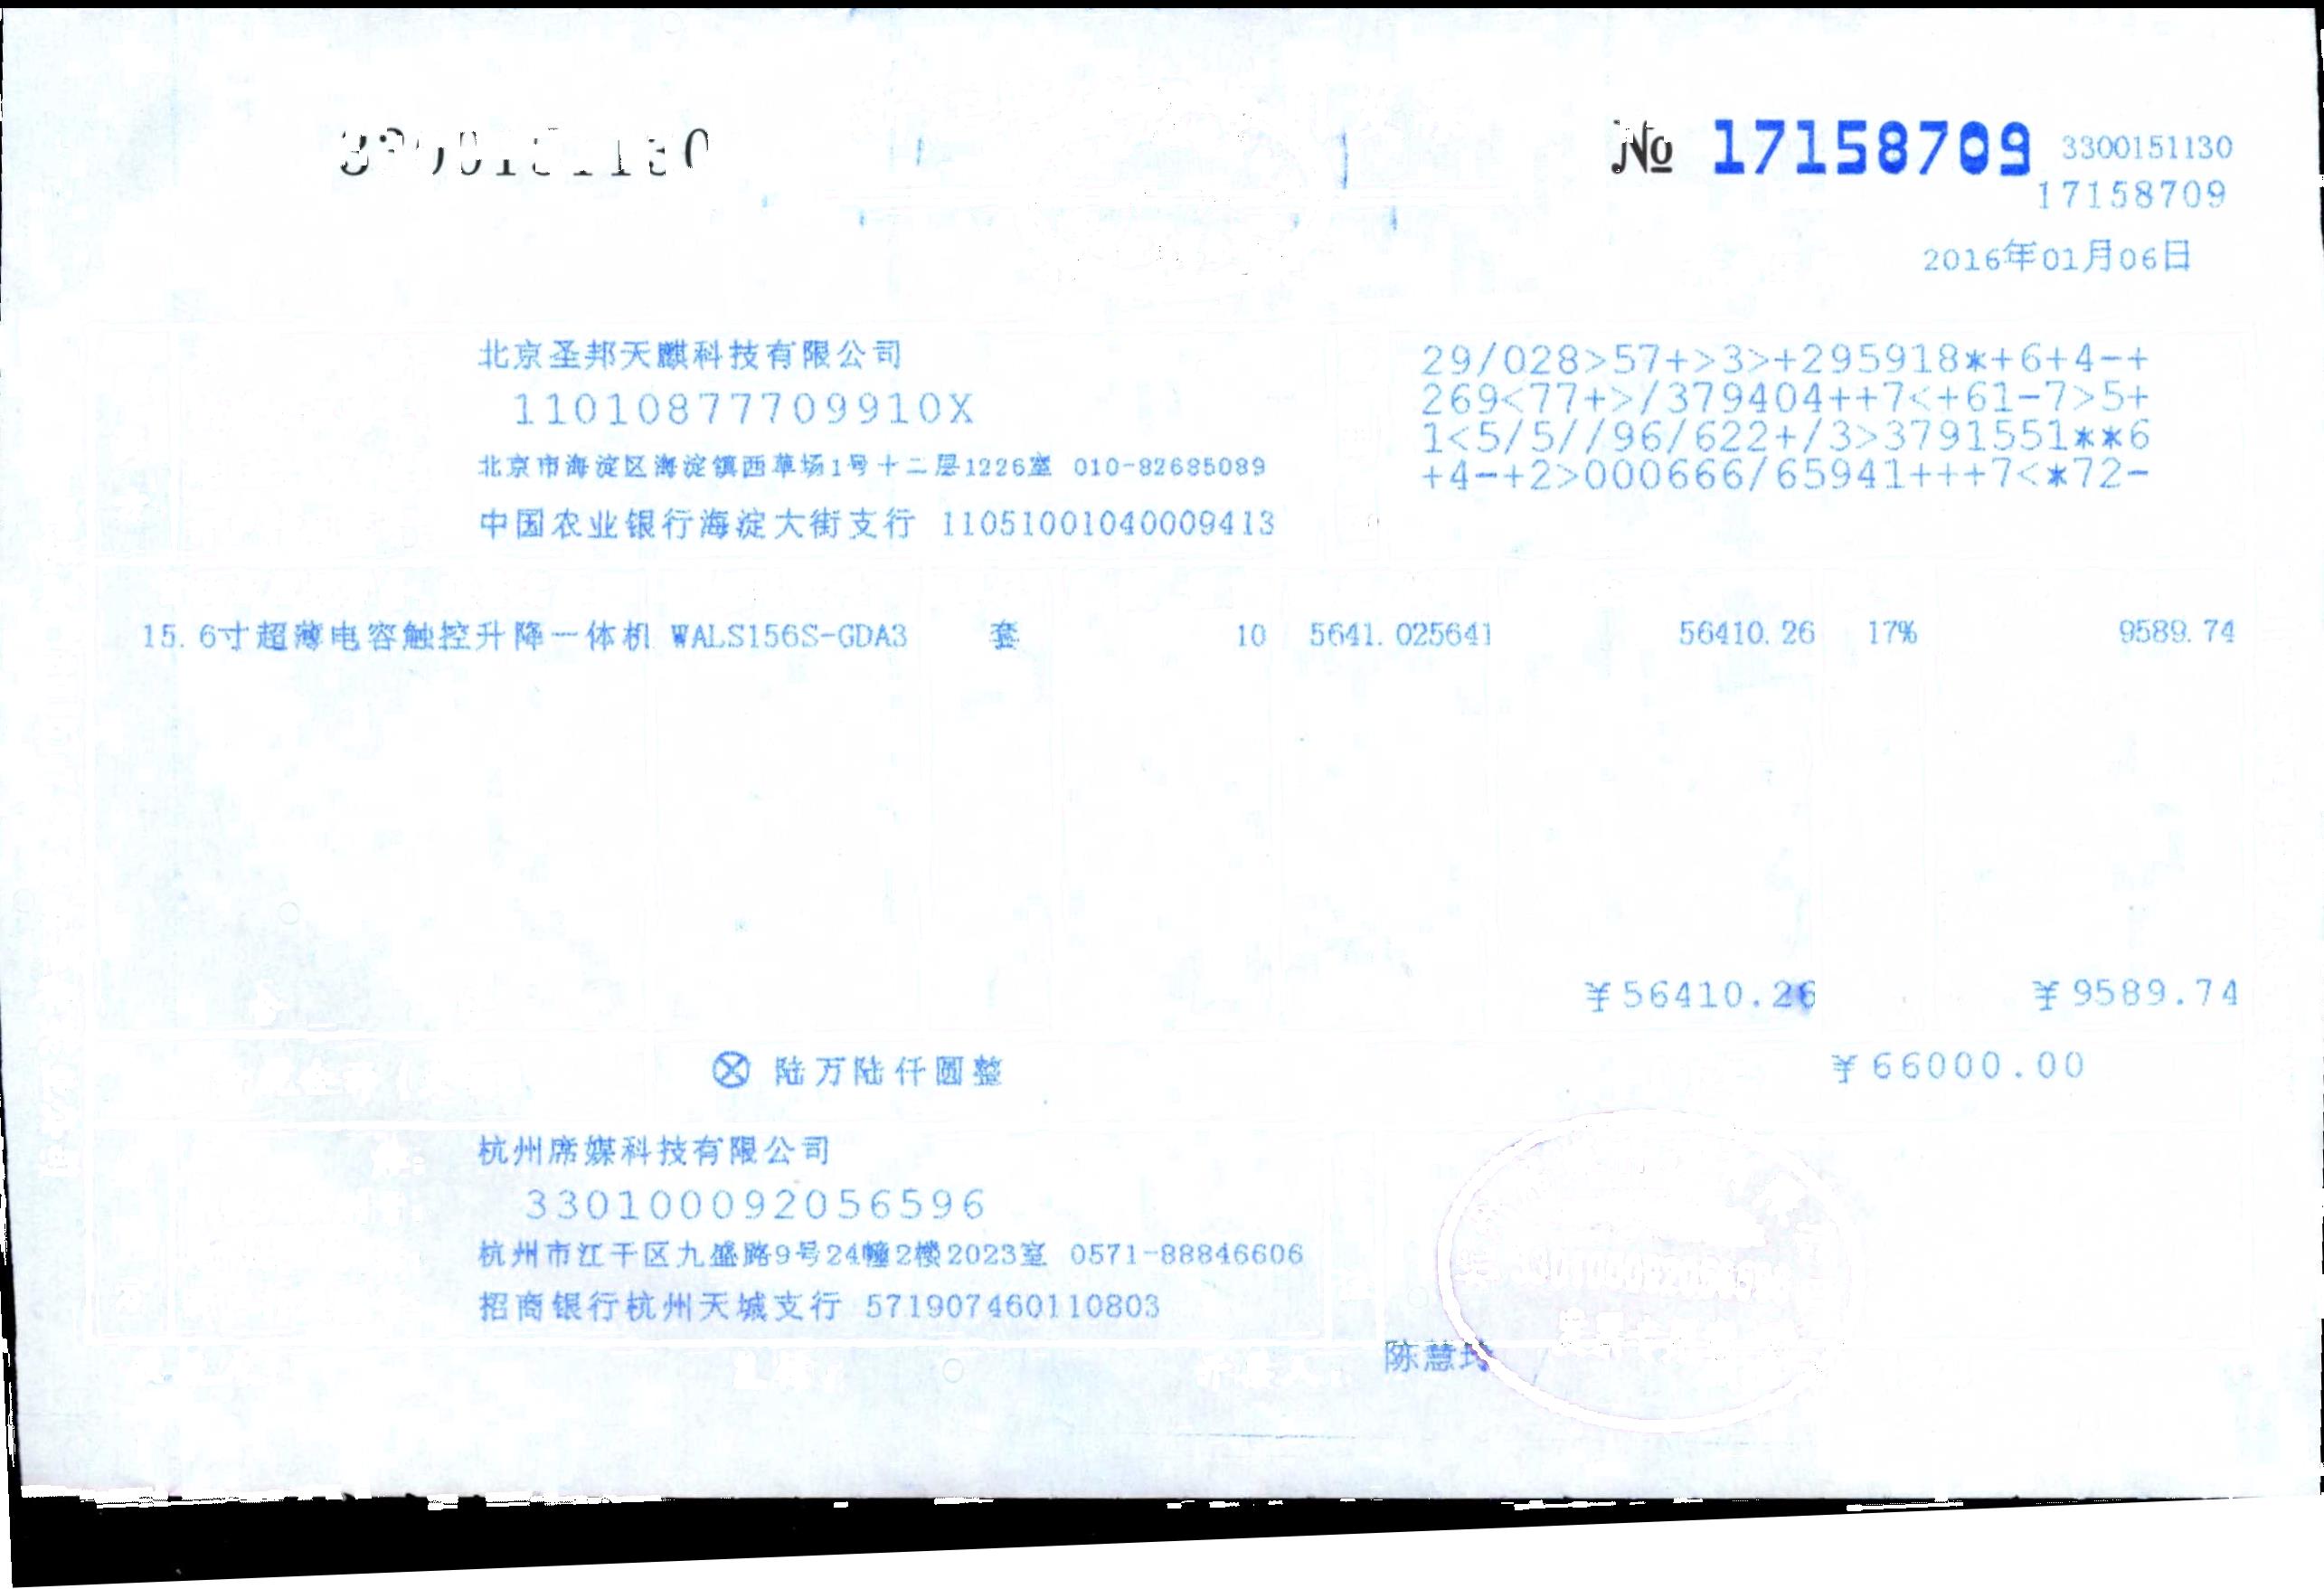 3300151130
№ 17158709 3300151130
17158709
2016年01月06日
北京圣邦天麒科技有限公司
11010877709910X
北京市海淀区海淀镇西草场1号十二层1226室 010-82685089
中国农业银行海淀大街支行 11051001040009413
29/028>57+>3>+295918*+6+4-+
269<77+>/379404++7<+61-7>5+
1<5/5//96/622+/3>3791551**6
+4-+2>000666/65941+++7<*72-
15.6寸超薄电容触控升降一体机 WALS156S-GDA3 套 10 5641.025641 56410.26 17% 9589.74
¥56410.26 ¥9589.74
ⓧ 陆万陆仟圆整 ¥66000.00
杭州席媒科技有限公司
330100092056596
杭州市江干区九盛路9号24幢2楼2023室 0571-88846606
招商银行杭州天城支行 571907460110803
陈慧玲